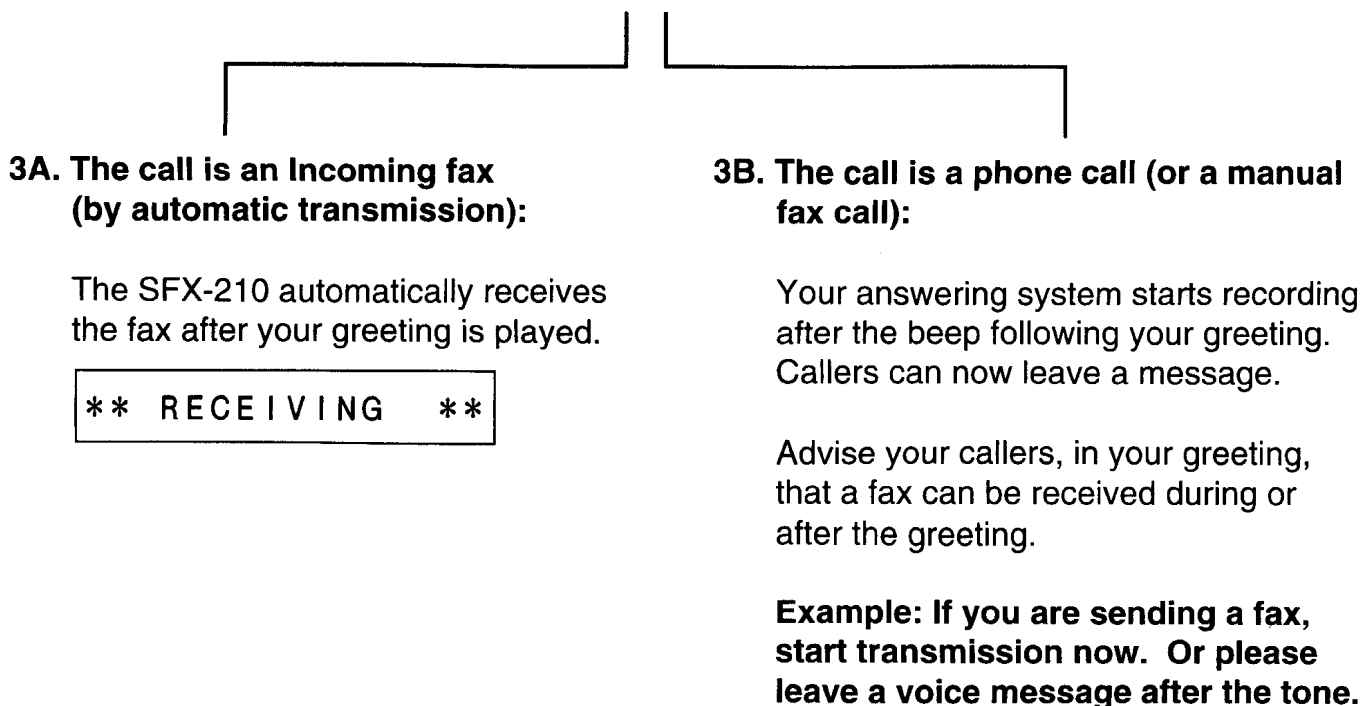 3A. The call is an Incoming fax
(by automatic transmission):
The SFX-210 automatically receives
the fax after your greeting is played.
** RECEIVING **
3B. The call is a phone call (or a manual
fax call):
Your answering system starts recording
after the beep following your greeting.
Callers can now leave a message.
Advise your callers, in your greeting,
that a fax can be received during or
after the greeting.
Example: If you are sending a fax,
start transmission now. Or please
leave a voice message after the tone.